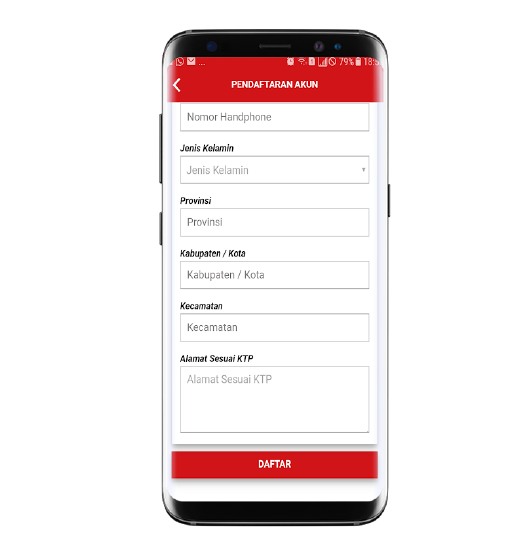 79% 18:5
PENDAFTARAN AKUN
Nomor Handphone
Jenis Kelamin
Jenis Kelamin
Provinsi
Provinsi
Kabupaten / Kota
Kabupaten / Kota
Kecamatan
Kecamatan
Alamat Sesuai KTP
Alamat Sesuai KTP
DAFTAR